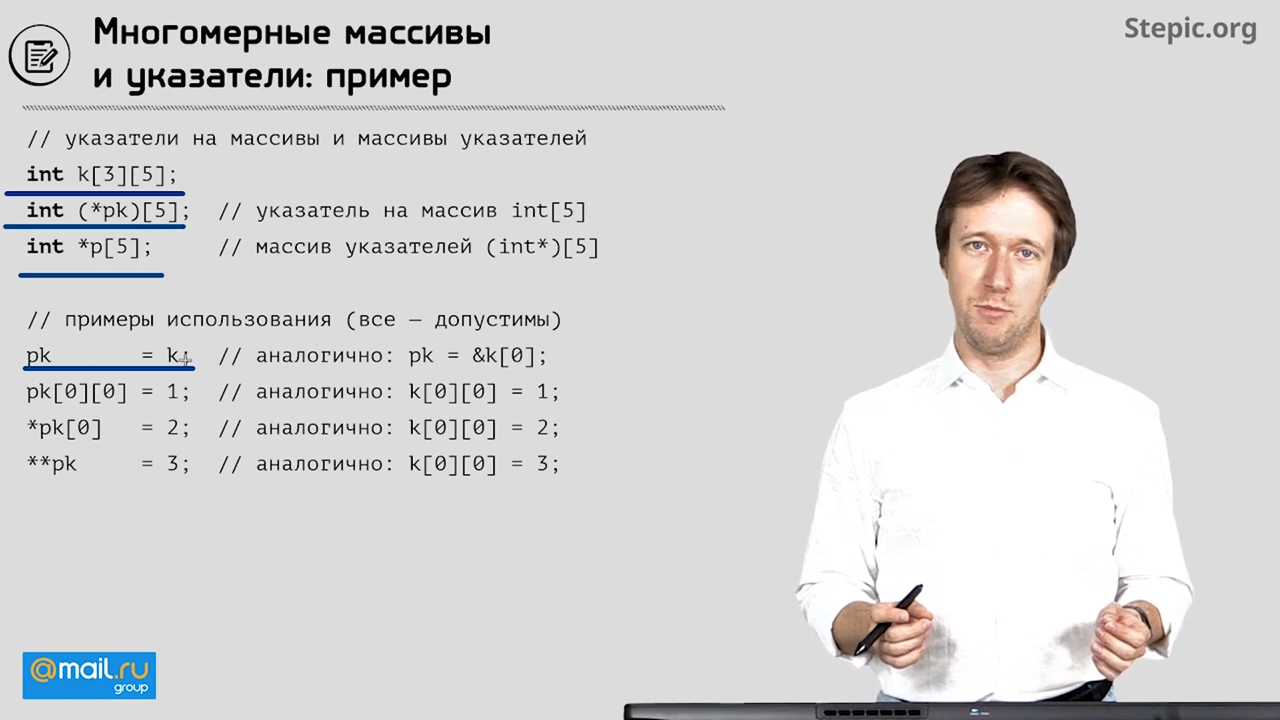 Многомерные массивы
и указатели: пример
Stepic.org
// указатели на массивы и массивы указателей
int k[3][5];
int (*pk)[5]; // указатель на массив int[5]
int *p[5]; // массив указателей (int*)[5]
// примеры использования (все — допустимы)
pk = k; // аналогично: pk = &k[0];
pk[0][0] = 1; // аналогично: k[0][0] = 1;
*pk[0] = 2; // аналогично: k[0][0] = 2;
**pk = 3; // аналогично: k[0][0] = 3;
@mail.ru
group